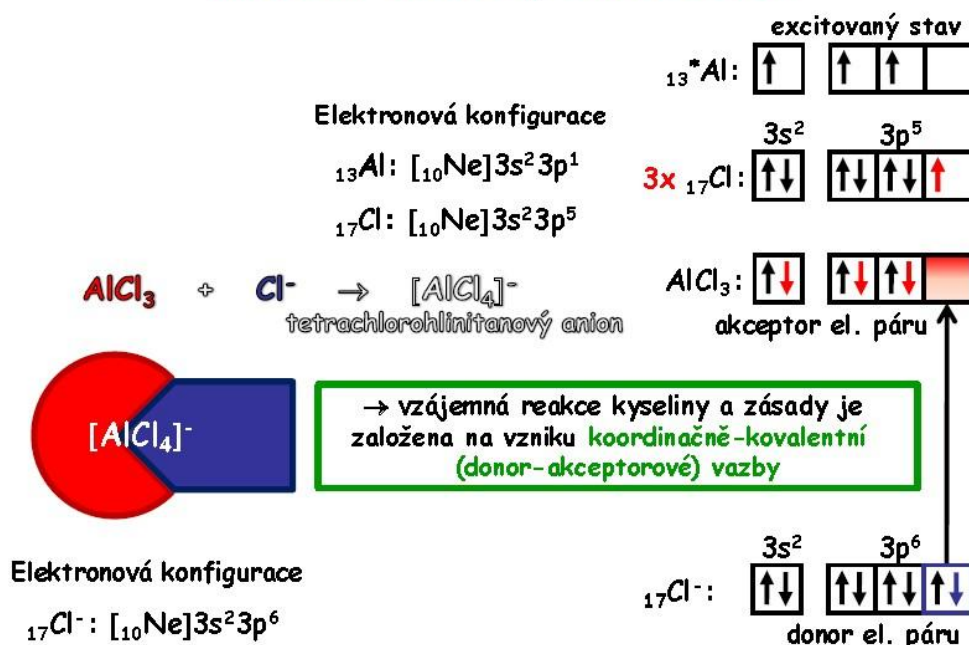 excitovaný stav
₁₃*Al: ↑ ↑ ↑
Elektronová konfigurace
3s² 3p⁵
₁₃Al: [₁₀Ne]3s²3p¹
3x ₁₇Cl: ↑↓ ↑↓ ↑↓ ↑
₁₇Cl: [₁₀Ne]3s²3p⁵
AlCl₃ + Cl⁻ → [AlCl₄]⁻
tetrachlorohlinitanový anion
AlCl₃: ↑↓ ↑↓ ↑↓
akceptor el. páru
[AlCl₄]⁻
→ vzájemná reakce kyseliny a zásady je
založena na vzniku koordinačně-kovalentní
(donor-akceptorové) vazby
Elektronová konfigurace
₁₇Cl⁻: [₁₀Ne]3s²3p⁶
3s² 3p⁶
₁₇Cl⁻: ↑↓ ↑↓ ↑↓ ↑↓
donor el. páru